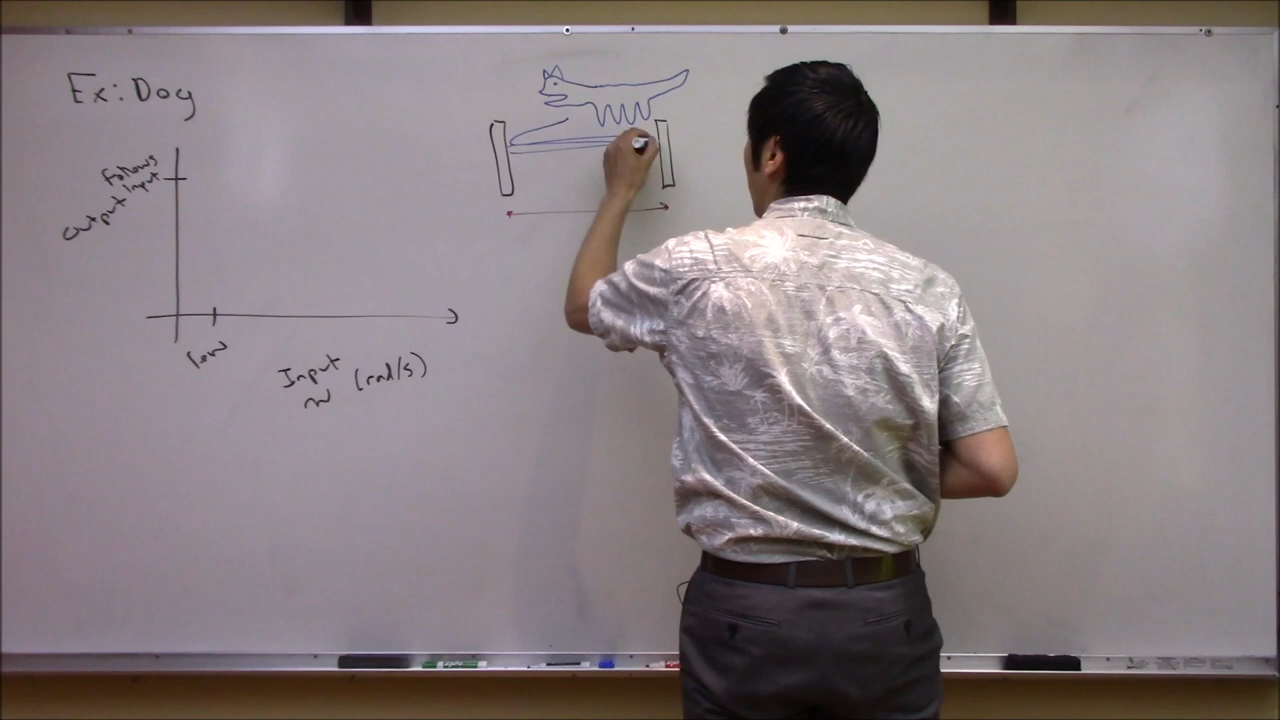 Ex: Dog
Follows
Input
Output
low
Input
w (rad/s)